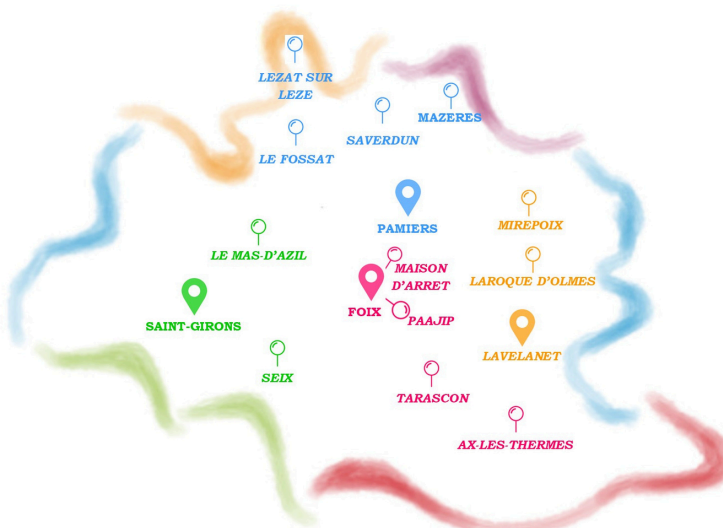 LEZAT SUR
LEZE
MAZERES
SAVERDUN
LE FOSSAT
PAMIERS
MIREPOIX
LE MAS-D'AZIL
MAISON
D'ARRET
LAROQUE D'OLMES
FOIX
PAAJIP
SAINT-GIRONS
LAVELANET
SEIX
TARASCON
AX-LES-THERMES